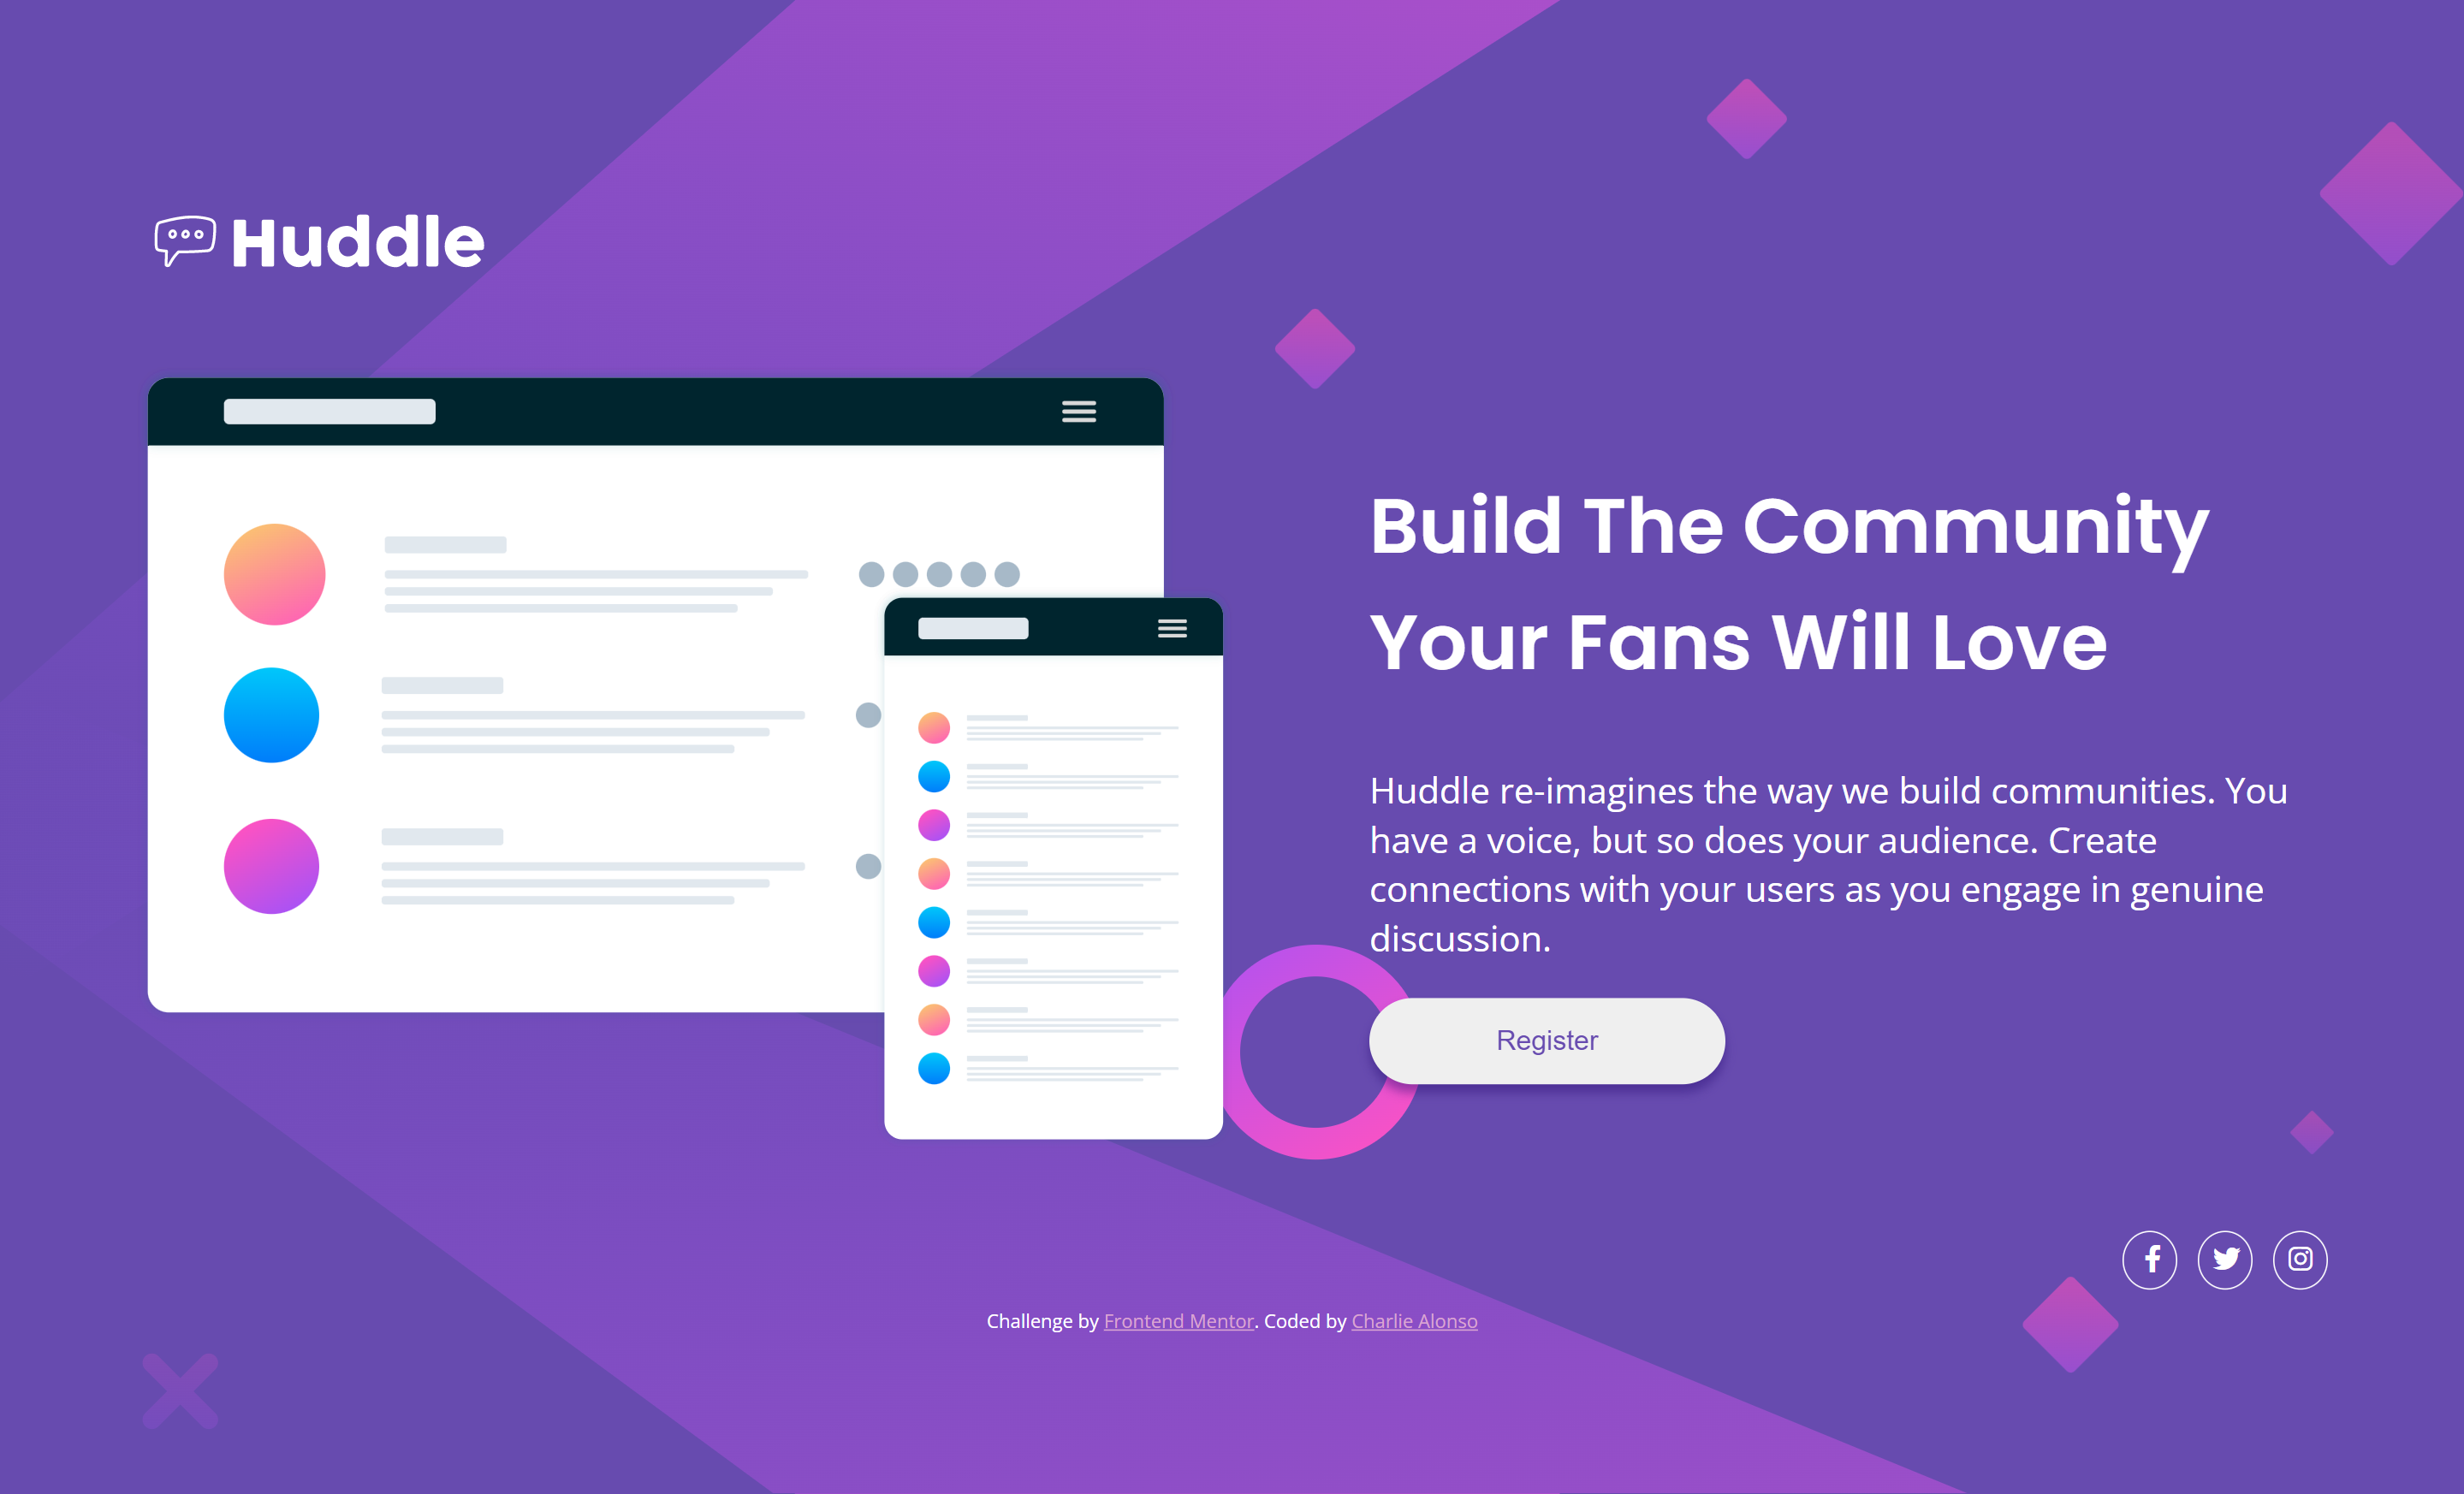 Huddle
Build The Community
Your Fans Will Love
Huddle re-imagines the way we build communities. You
have a voice, but so does your audience. Create
connections with your users as you engage in genuine
discussion.
Register
Challenge by Frontend Mentor. Coded by Charlie Alonso